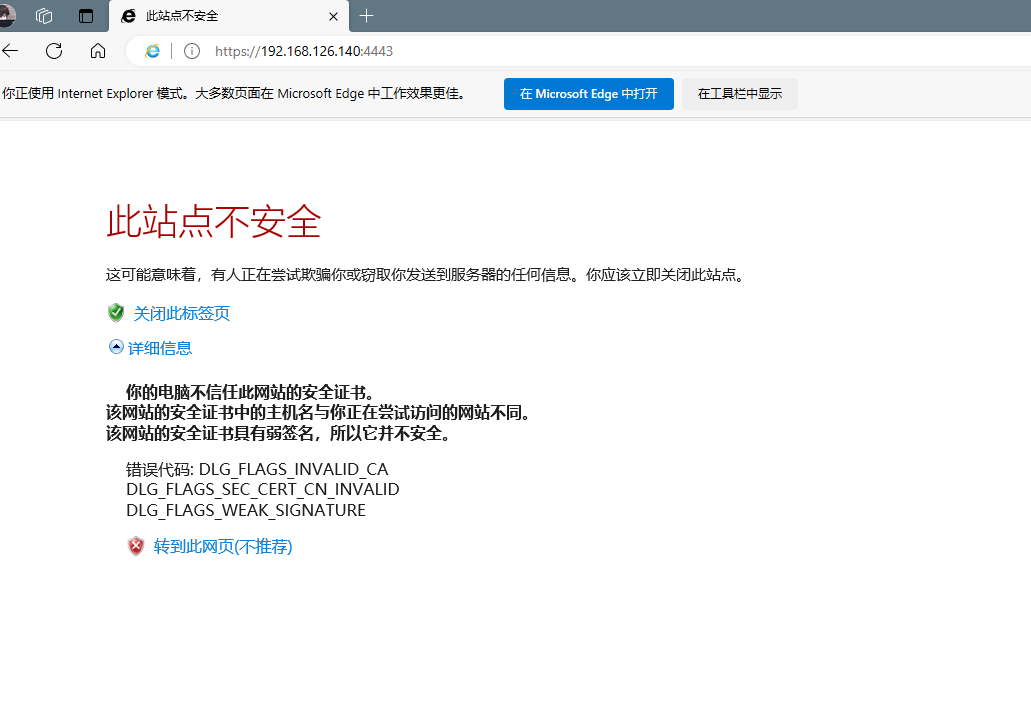 此站点不安全
https://192.168.126.140:4443
你正使用 Internet Explorer 模式。大多数页面在 Microsoft Edge 中工作效果更佳。
在 Microsoft Edge 中打开
在工具栏中显示
此站点不安全
这可能意味着，有人正在尝试欺骗你或窃取你发送到服务器的任何信息。你应该立即关闭此站点。
关闭此标签页
详细信息
你的电脑不信任此网站的安全证书。
该网站的安全证书中的主机名与你正在尝试访问的网站不同。
该网站的安全证书具有弱签名，所以它并不安全。
错误代码: DLG_FLAGS_INVALID_CA
DLG_FLAGS_SEC_CERT_CN_INVALID
DLG_FLAGS_WEAK_SIGNATURE
转到此网页(不推荐)